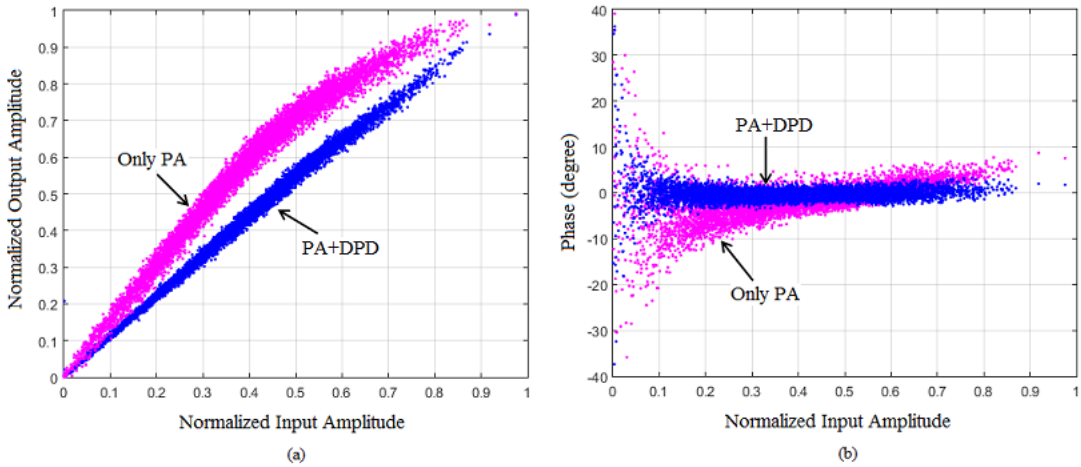 1
0.9
0.8
0.7
0.6
0.5
0.4
0.3
0.2
0.1
0
Normalized Output Amplitude
Only PA
PA+DPD
0 0.1 0.2 0.3 0.4 0.5 0.6 0.7 0.8 0.9 1
Normalized Input Amplitude
(a)
40
30
20
10
0
-10
-20
-30
-40
Phase (degree)
PA+DPD
Only PA
0 0.1 0.2 0.3 0.4 0.5 0.6 0.7 0.8 0.9 1
Normalized Input Amplitude
(b)